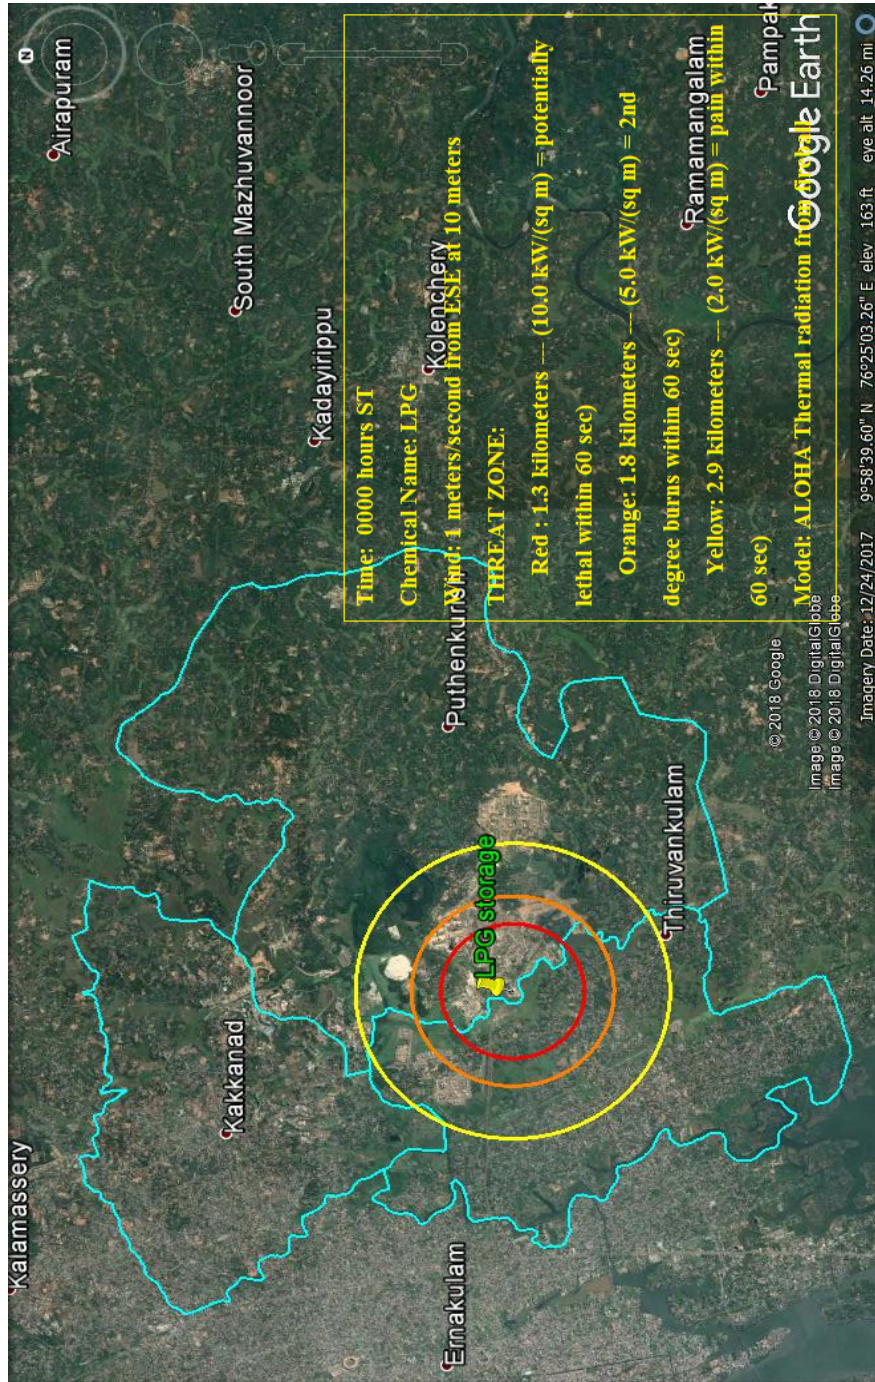 N
Kalamassery
Airapuram
South Mazhuvannoor
Kakkanad
Kadayirippu
Kolenchery
Ernakulam
Puthenkurish
LPG storage
Thiruvankulam
Ramamangalam
Pampak
Time: 0000 hours ST
Chemical Name: LPG
Wind: 1 meters/second from ESE at 10 meters
THREAT ZONE:
Red : 1.3 kilometers --- (10.0 kW/(sq m) = potentially
lethal within 60 sec)
Orange: 1.8 kilometers --- (5.0 kW/(sq m) = 2nd
degree burns within 60 sec)
Yellow: 2.9 kilometers --- (2.0 kW/(sq m) = pain within
60 sec)
Model: ALOHA Thermal radiation from fireball
Google Earth
© 2018 Google
Image © 2018 DigitalGlobe
Image © 2018 DigitalGlobe
Imagery Date: 12/24/2017 9°58'39.60" N 76°25'03.26" E elev 163 ft eye alt 14.26 mi